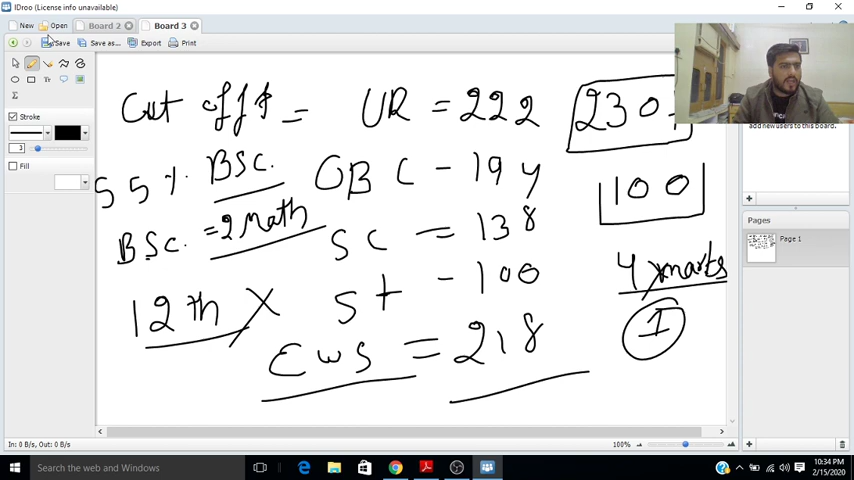 IDroo (License info unavailable)
New Open Board 2 Board 3
Save Save as... Export Print
Stroke
3
Fill
Cut offs = UR = 222 230+
55% BSc. OBC - 194 100
BSc. = 2 Math SC = 138
12th X St - 100 4 marks
EWS = 218 I
add new users to this board.
Pages
Page 1
In: 0 B/s, Out: 0 B/s 100%
Search the web and Windows
10:34 PM
2/15/2020